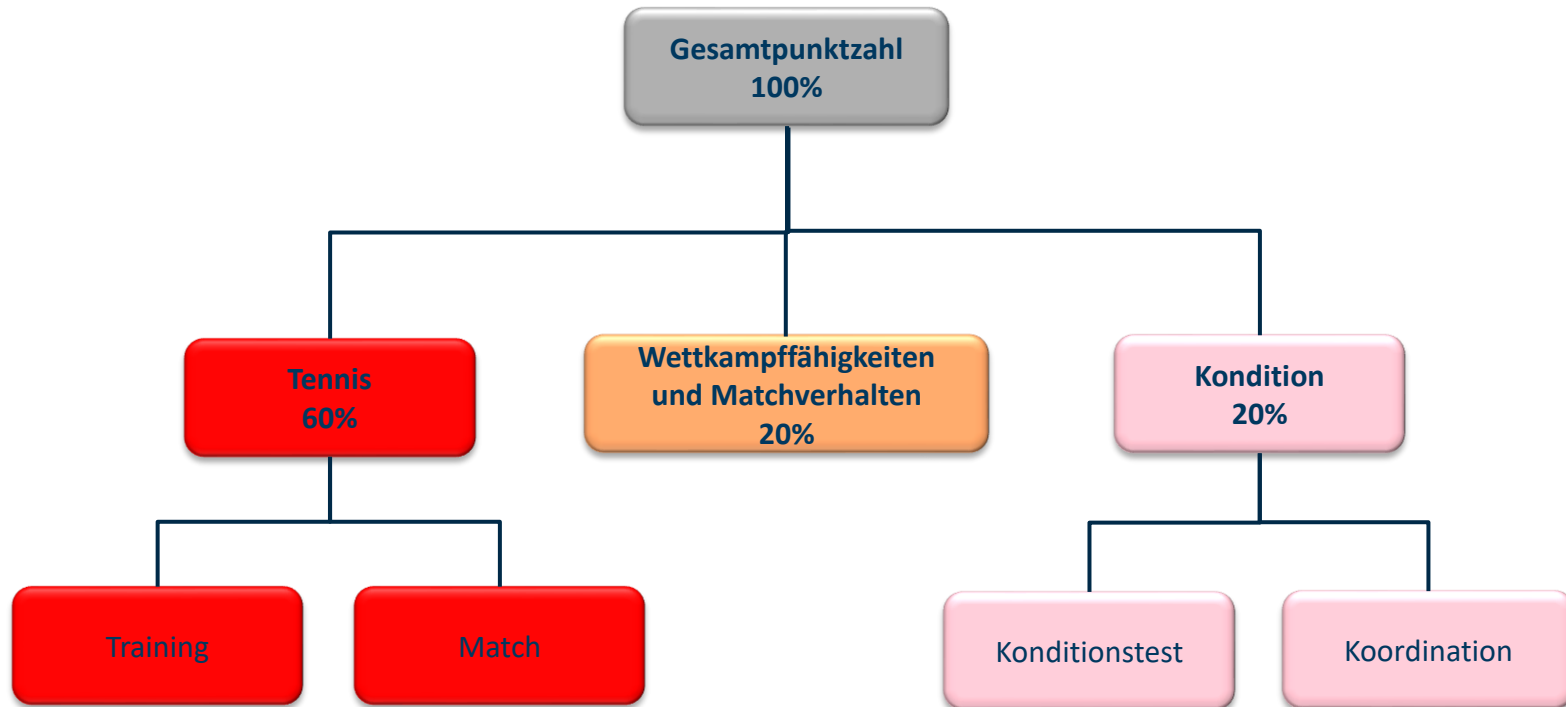 Gesamtpunktzahl
100%
Tennis
60%
Wettkampffähigkeiten
und Matchverhalten
20%
Kondition
20%
Training
Match
Konditionstest
Koordination